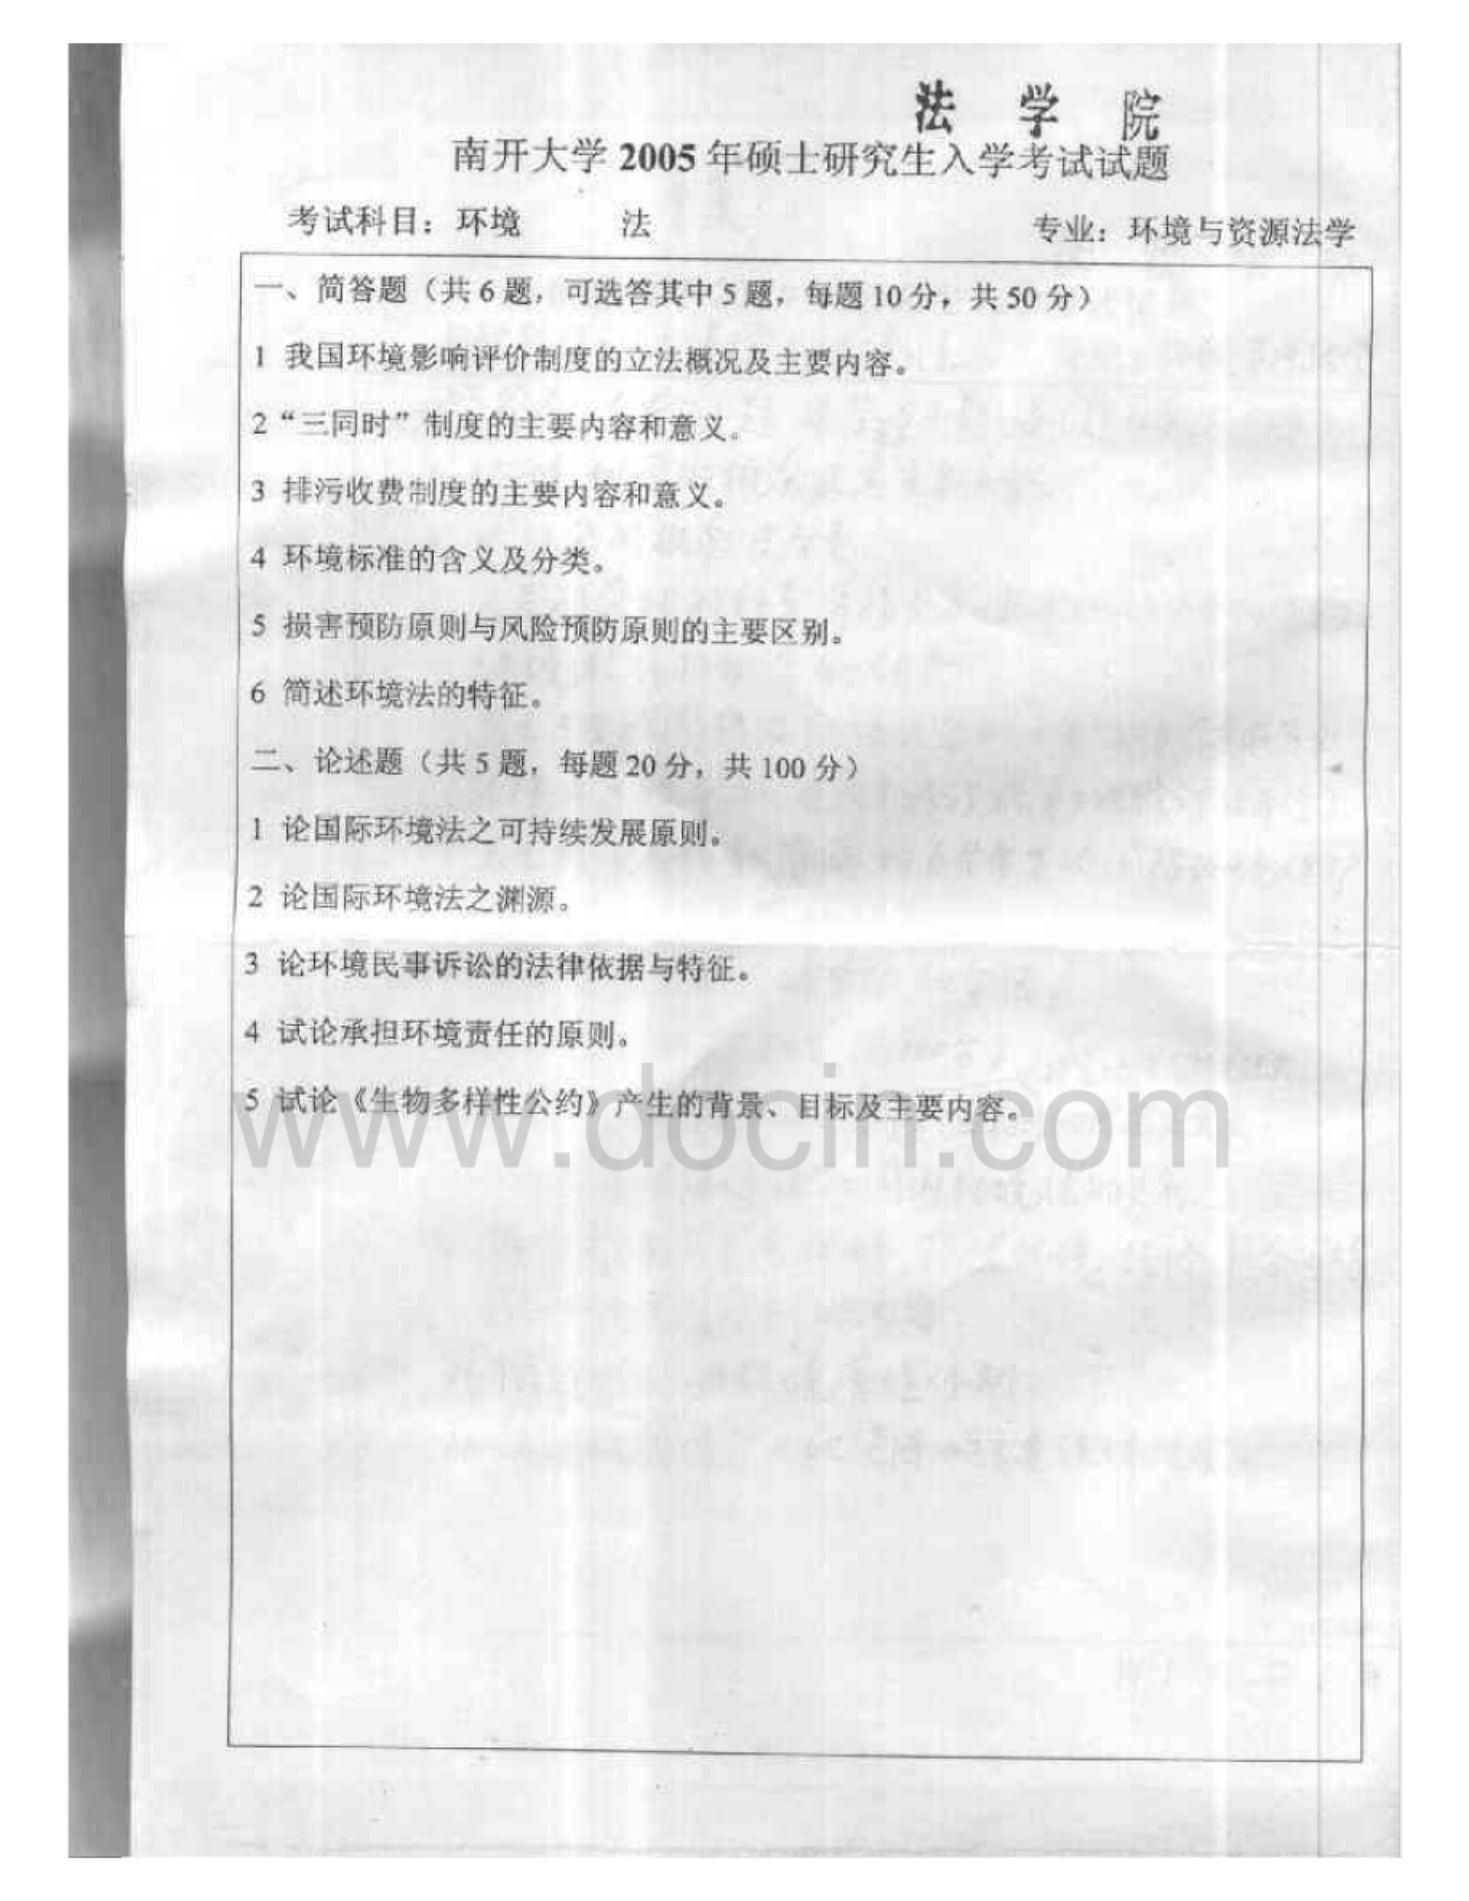 法 学 院
南开大学 2005 年硕士研究生入学考试试题
考试科目：环境 法 专业：环境与资源法学
一、简答题（共 6 题，可选答其中 5 题，每题 10 分，共 50 分）
1 我国环境影响评价制度的立法概况及主要内容。
2 “三同时”制度的主要内容和意义。
3 排污收费制度的主要内容和意义。
4 环境标准的含义及分类。
5 损害预防原则与风险预防原则的主要区别。
6 简述环境法的特征。
二、论述题（共 5 题，每题 20 分，共 100 分）
1 论国际环境法之可持续发展原则。
2 论国际环境法之渊源。
3 论环境民事诉讼的法律依据与特征。
4 试论承担环境责任的原则。
5 试论《生物多样性公约》产生的背景、目标及主要内容。
www.docin.com